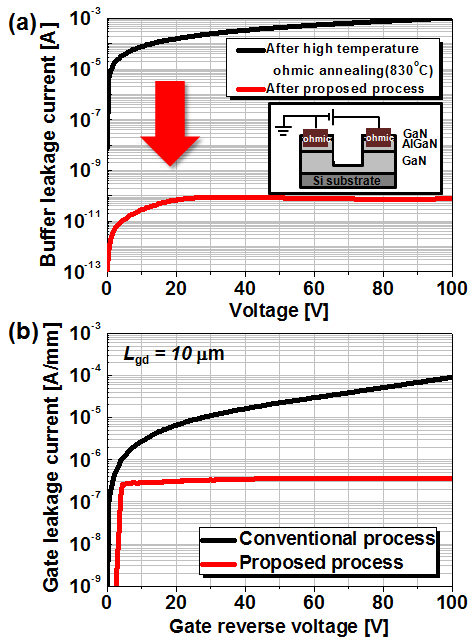 (a)
Buffer leakage current [A]
10⁻³
10⁻⁵
10⁻⁷
10⁻⁹
10⁻¹¹
10⁻¹³
After high temperature
ohmic annealing(830°C)
After proposed process
ohmic
ohmic
GaN
AlGaN
GaN
Si substrate
0 20 40 60 80 100
Voltage [V]
(b)
Gate leakage current [A/mm]
10⁻³
10⁻⁴
10⁻⁵
10⁻⁶
10⁻⁷
10⁻⁸
10⁻⁹
Lgd = 10 μm
Conventional process
Proposed process
0 20 40 60 80 100
Gate reverse voltage [V]